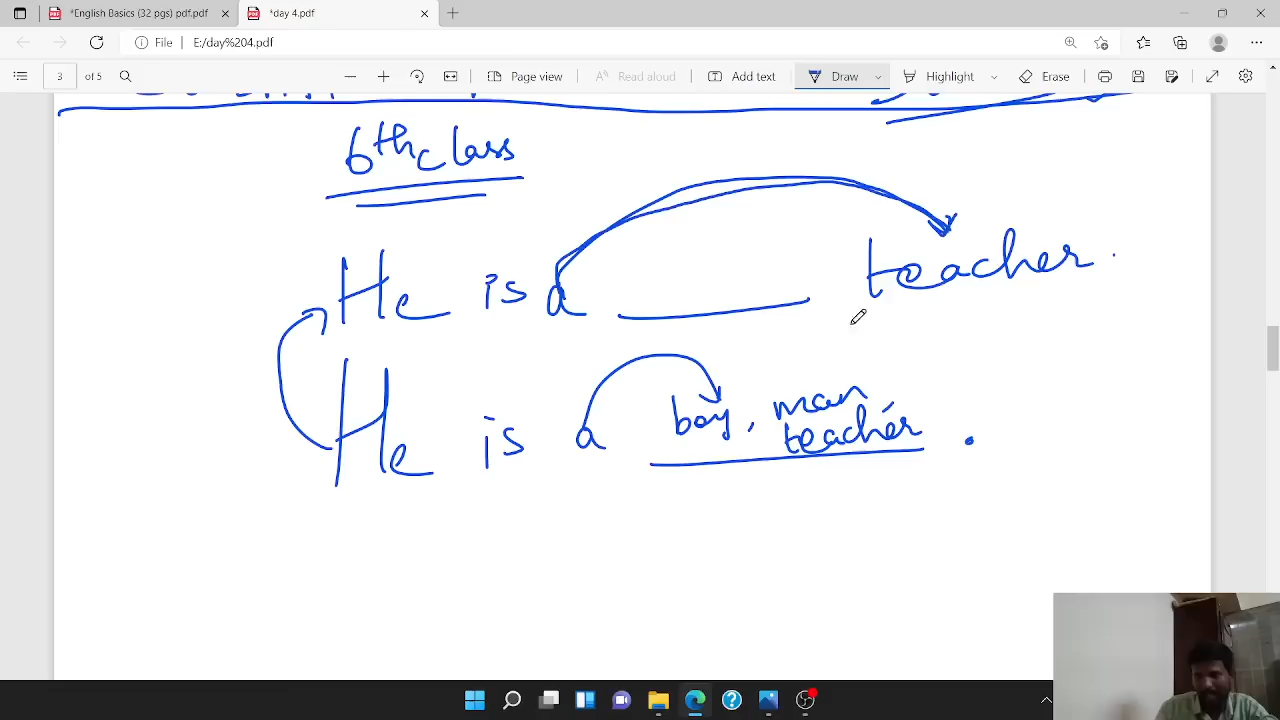 *English Basics (32 pgs) pdf.pdf
*day 4.pdf
File E:/day%204.pdf
3 of 5 Page view Read aloud Add text Draw Highlight Erase
6th class
He is a ______ teacher.
He is a boy, man
teacher.